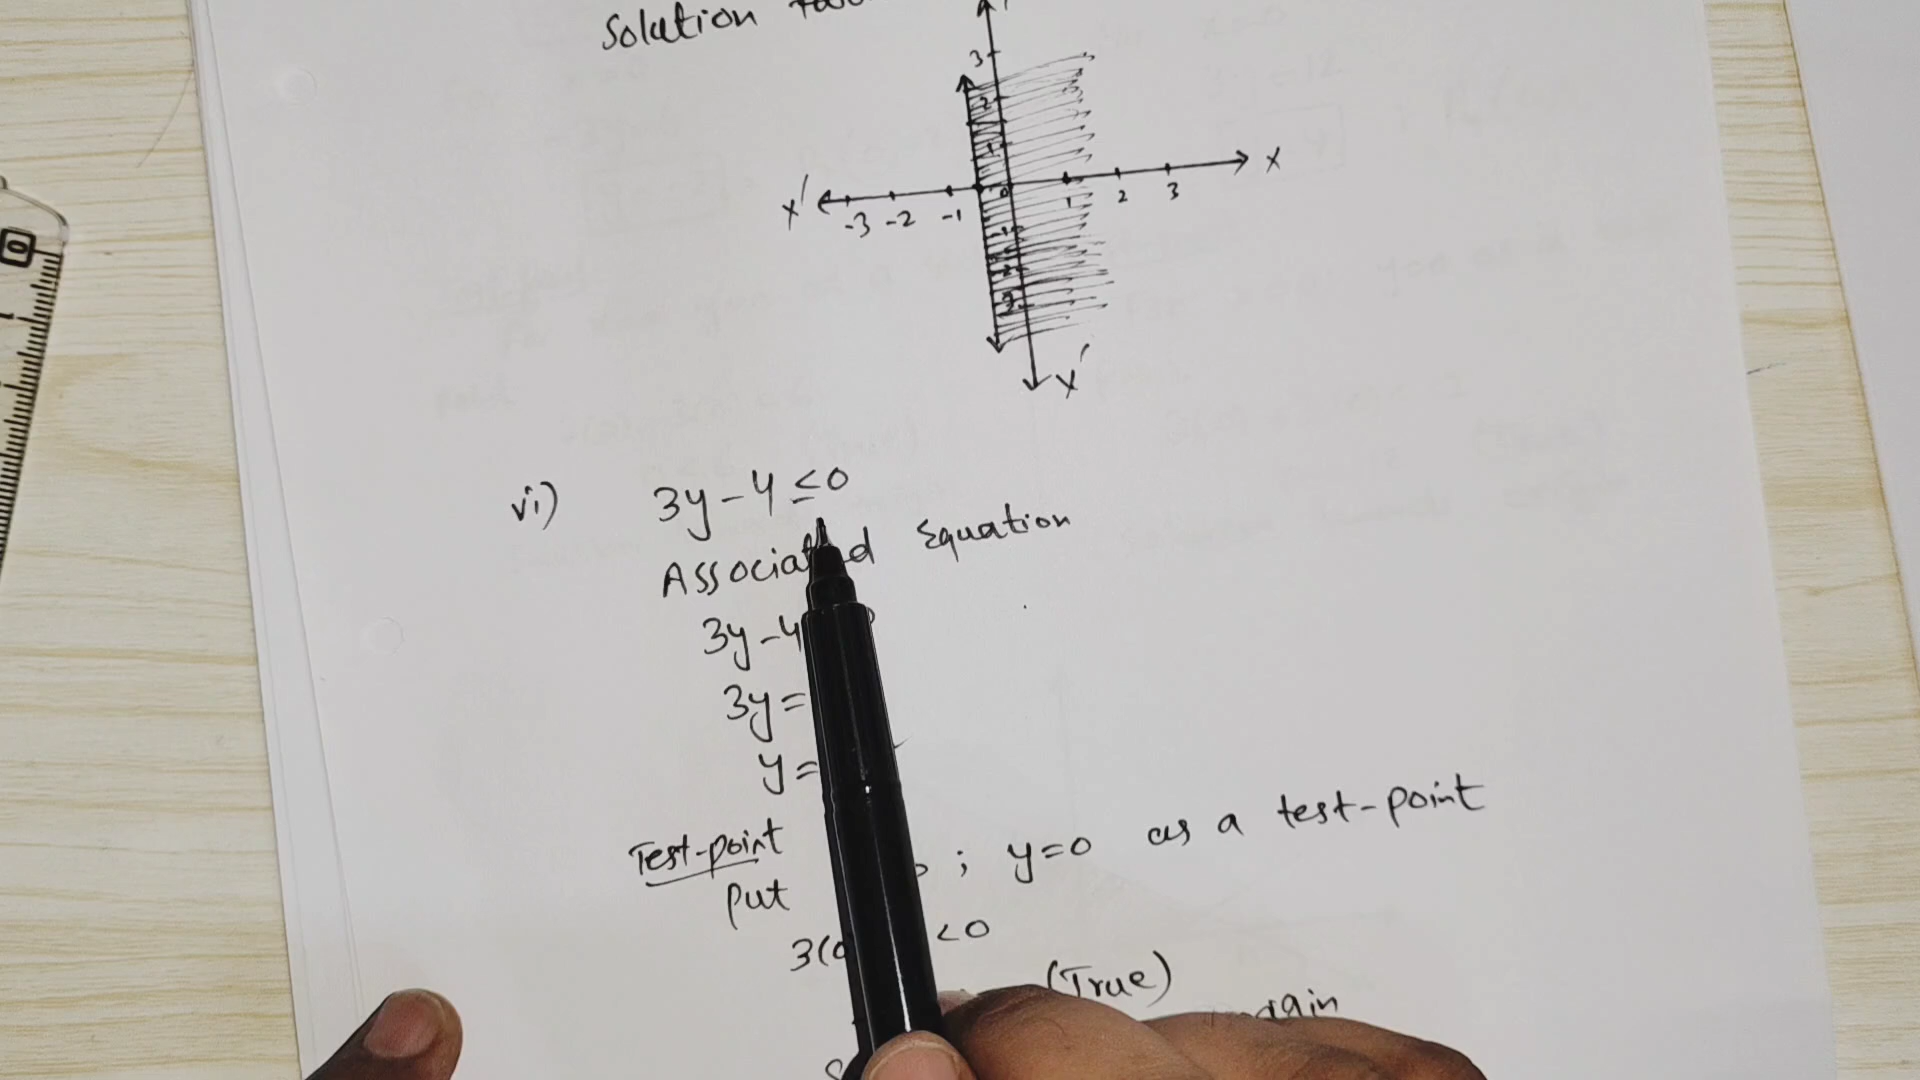 Solution
3
2
1
x' -3 -2 -1 0 1 2 3 x
-1
-2
-3
y'
vi) 3y-4≤0
Associated Equation
3y-4
3y=
y=
Test-point
put ; y=0 as a test-point
3(0 <0
(True)